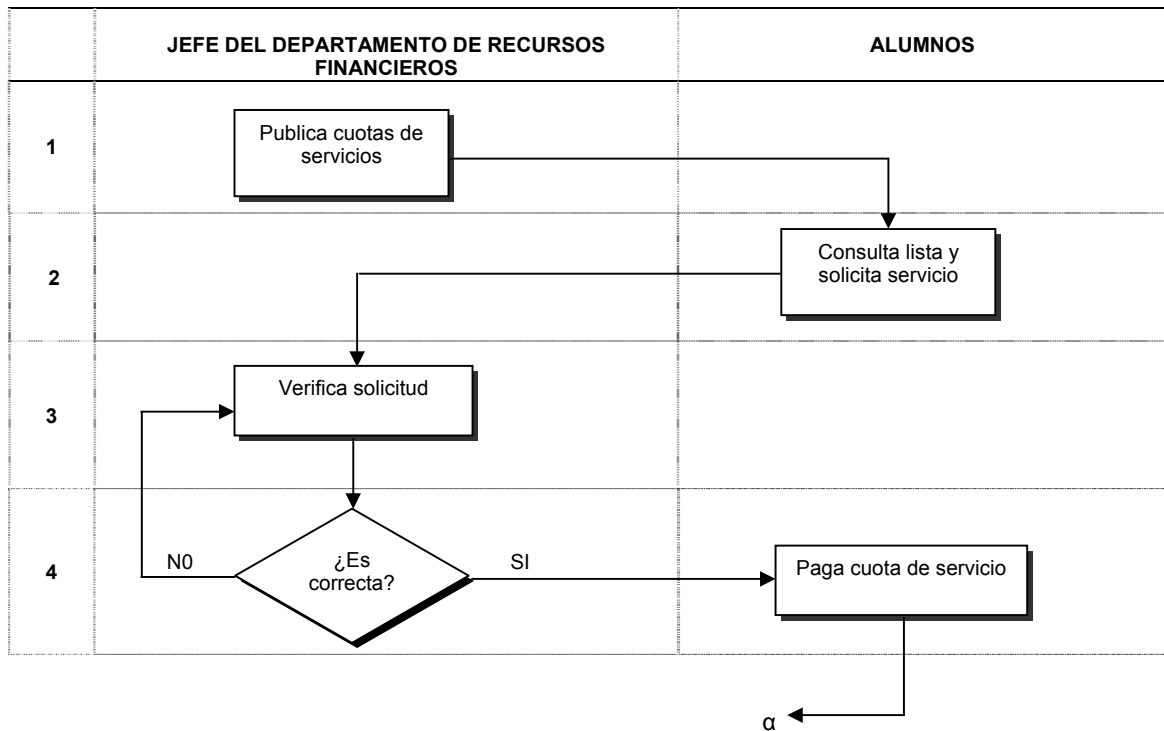 JEFE DEL DEPARTAMENTO DE RECURSOS
FINANCIEROS
ALUMNOS
1
Publica cuotas de
servicios
2
Consulta lista y
solicita servicio
3
Verifica solicitud
4
N0
¿Es
correcta?
SI
Paga cuota de servicio
α